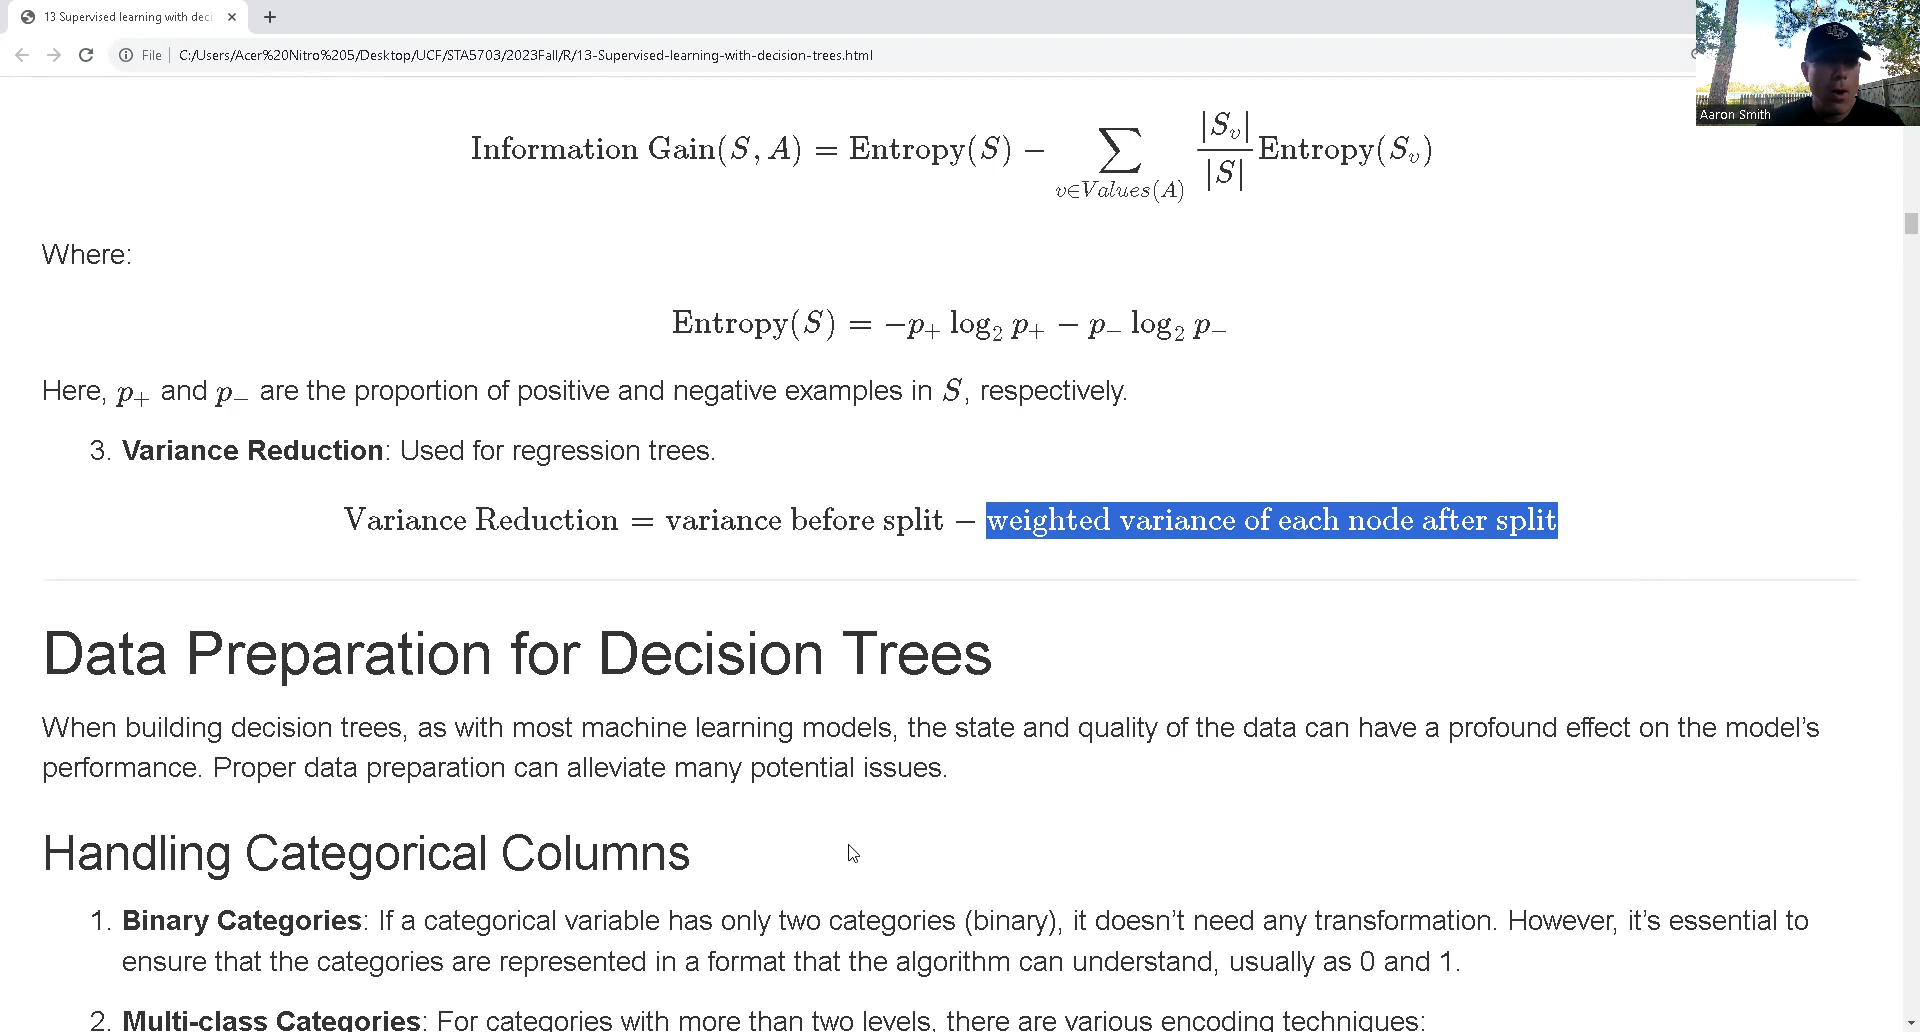 13 Supervised learning with deci
File C:/Users/Acer%20Nitro%205/Desktop/UCF/STA5703/2023Fall/R/13-Supervised-learning-with-decision-trees.html
Aaron Smith
Information Gain(S, A) = Entropy(S) − ∑_{v∈Values(A)} |S_v|/|S| Entropy(S_v)
Where:
Entropy(S) = −p₊ log₂ p₊ − p₋ log₂ p₋
Here, p₊ and p₋ are the proportion of positive and negative examples in S, respectively.
3. Variance Reduction: Used for regression trees.
Variance Reduction = variance before split − weighted variance of each node after split
Data Preparation for Decision Trees
When building decision trees, as with most machine learning models, the state and quality of the data can have a profound effect on the model’s
performance. Proper data preparation can alleviate many potential issues.
Handling Categorical Columns
1. Binary Categories: If a categorical variable has only two categories (binary), it doesn’t need any transformation. However, it’s essential to
ensure that the categories are represented in a format that the algorithm can understand, usually as 0 and 1.
2. Multi-class Categories: For categories with more than two levels, there are various encoding techniques: